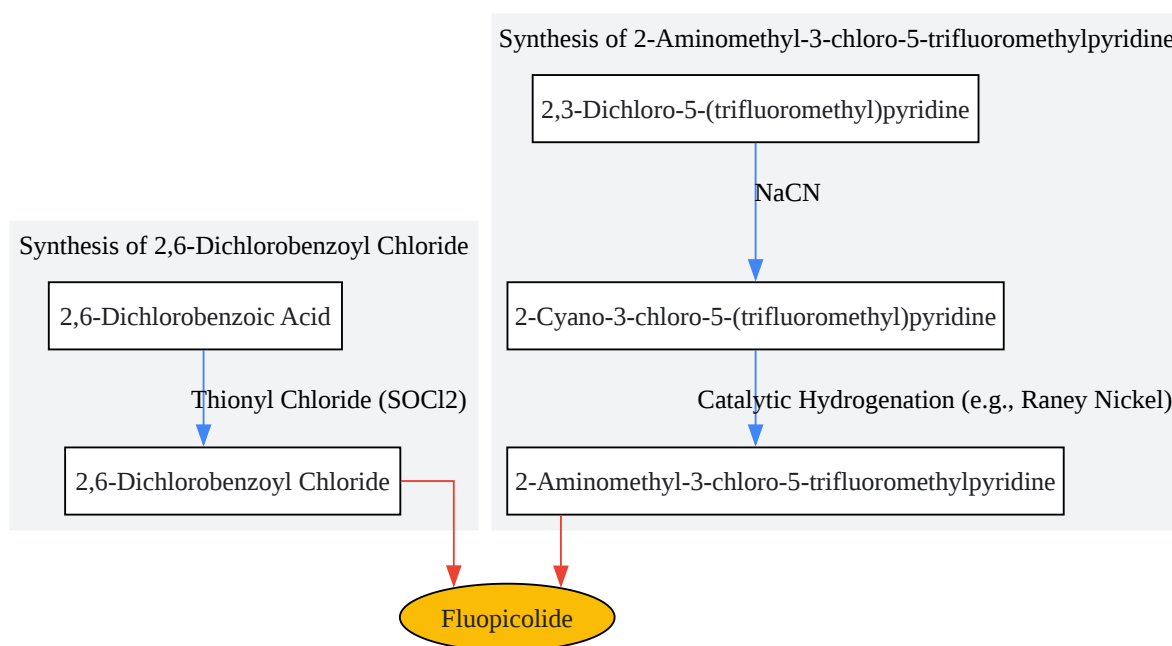 Synthesis of 2-Aminomethyl-3-chloro-5-trifluoromethylpyridine
2,3-Dichloro-5-(trifluoromethyl)pyridine
NaCN
2-Cyano-3-chloro-5-(trifluoromethyl)pyridine
Catalytic Hydrogenation (e.g., Raney Nickel)
2-Aminomethyl-3-chloro-5-trifluoromethylpyridine
Synthesis of 2,6-Dichlorobenzoyl Chloride
2,6-Dichlorobenzoic Acid
Thionyl Chloride (SOCl2)
2,6-Dichlorobenzoyl Chloride
Fluopicolide